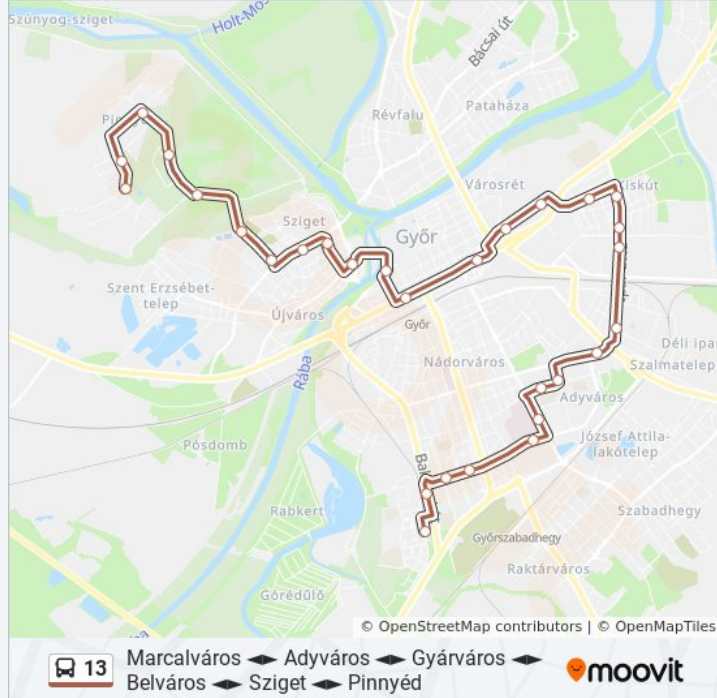 Szúnyog-sziget
Holt-Mos
Bácsai út
Révfalu
Pataháza
Városrét
Kiskút
Sziget
Győr
Szent Erzsébet-
telep
Újváros
Győr
Rába
Nádorváros
Déli ipar
Szalmatelep
Adyváros
Pósdomb
József Attila-
lakótelep
Rabkert
Szabadhegy
Győrszabadhegy
Raktárváros
Górédűlő
© OpenStreetMap contributors | © OpenMapTiles
13 Marcalváros ◄► Adyváros ◄► Gyárváros ◄►
Belváros ◄► Sziget ◄► Pinnyéd
moovit